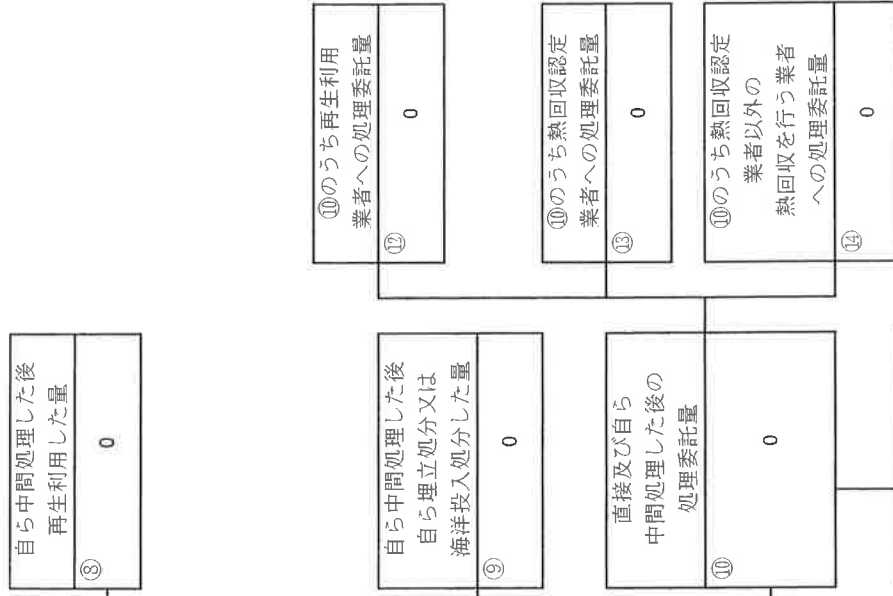 自ら中間処理した後
再生利用した量
⑧
0
自ら中間処理した後
自ら埋立処分又は
海洋投入処分した量
⑨
0
直接及び自ら
中間処理した後の
処理委託量
⑩
0
⑩のうち再生利用
業者への処理委託量
⑫
0
⑩のうち熱回収認定
業者への処理委託量
⑬
0
⑩のうち熱回収認定
業者以外の
熱回収を行う業者
への処理委託量
⑭
0